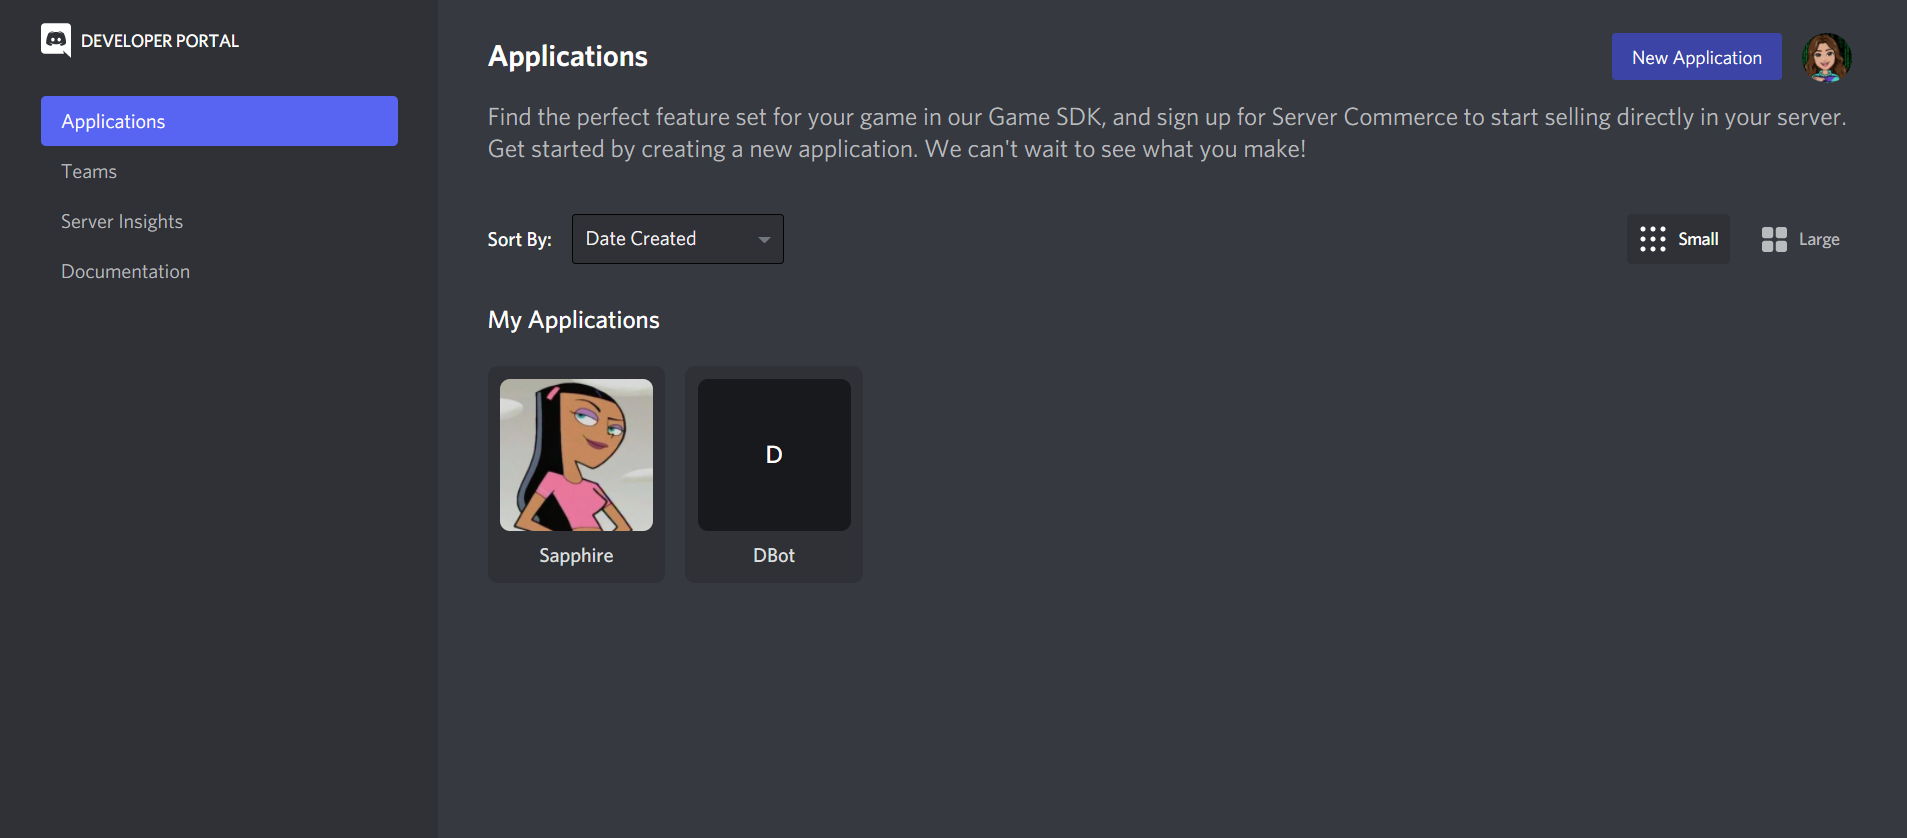 DEVELOPER PORTAL
Applications
Teams
Server Insights
Documentation
Applications
New Application
Find the perfect feature set for your game in our Game SDK, and sign up for Server Commerce to start selling directly in your server.
Get started by creating a new application. We can't wait to see what you make!
Sort By:
Date Created
Small
Large
My Applications
D
Sapphire
DBot